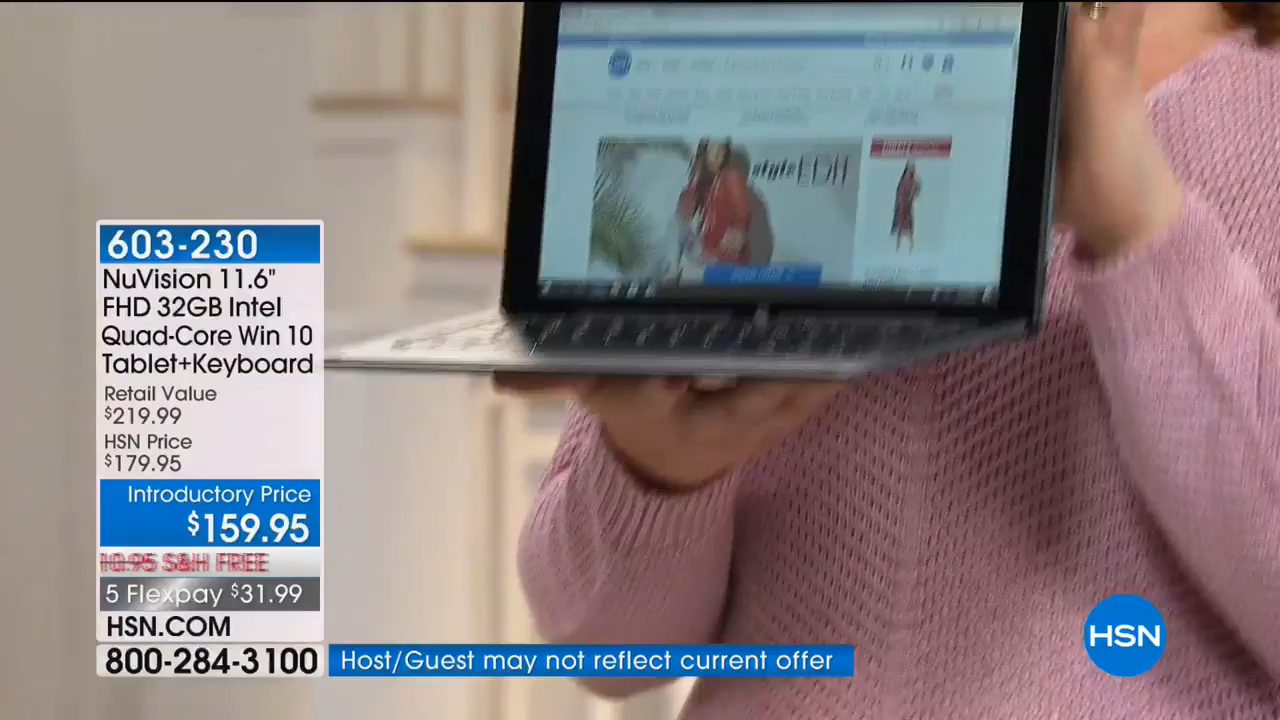 styleEDIT
603-230
NuVision 11.6"
FHD 32GB Intel
Quad-Core Win 10
Tablet+Keyboard
Retail Value
$219.99
HSN Price
$179.95
Introductory Price
$159.95
10.95 S&H FREE
5 Flexpay $31.99
HSN.COM
800-284-3100
Host/Guest may not reflect current offer
HSN